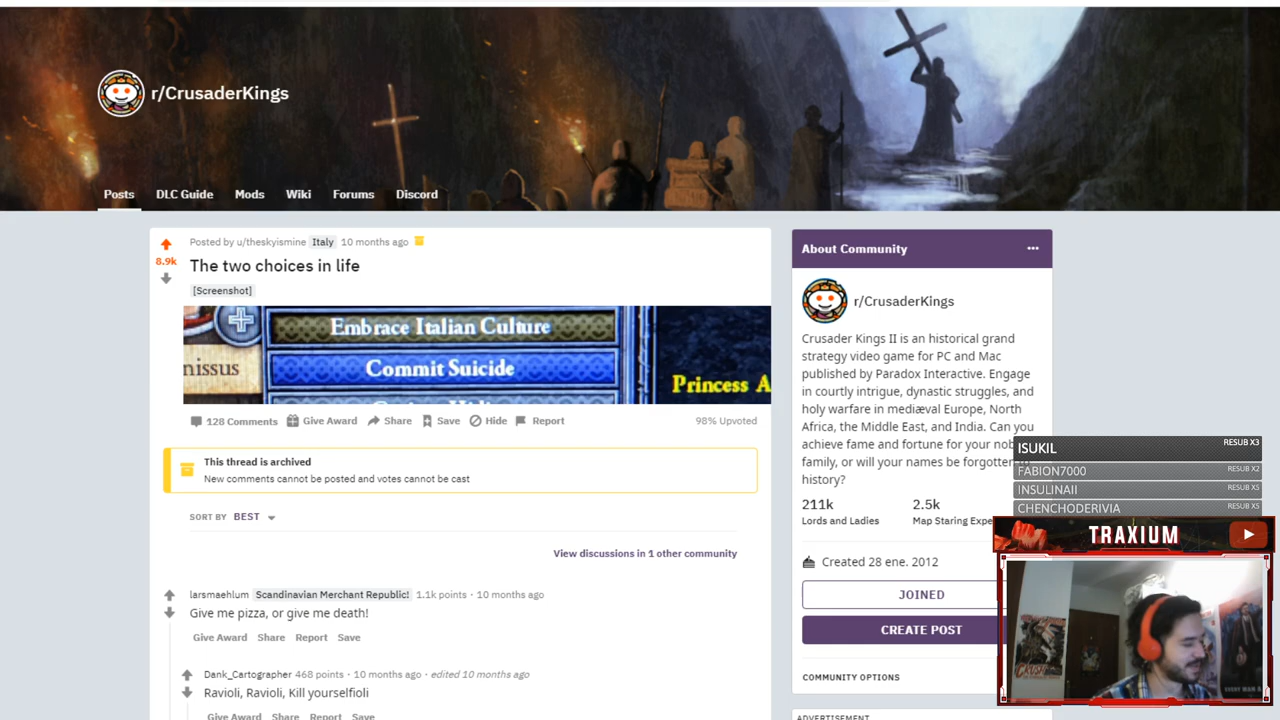 r/CrusaderKings
Posts DLC Guide Mods Wiki Forums Discord
8.9k
Posted by u/theskyismine Italy 10 months ago
The two choices in life
[Screenshot]
Embrace Italian Culture
nissus
Commit Suicide
Princess A
128 Comments Give Award Share Save Hide Report 98% Upvoted
This thread is archived
New comments cannot be posted and votes cannot be cast
SORT BY BEST
View discussions in 1 other community
larsmaehlum Scandinavian Merchant Republic! 1.1k points · 10 months ago
Give me pizza, or give me death!
Give Award Share Report Save
Dank_Cartographer 468 points · 10 months ago · edited 10 months ago
Ravioli, Ravioli, Kill yourselfioli
Give Award Share Report Save
About Community
r/CrusaderKings
Crusader Kings II is an historical grand
strategy video game for PC and Mac
published by Paradox Interactive. Engage
in courtly intrigue, dynastic struggles, and
holy warfare in mediæval Europe, North
Africa, the Middle East, and India. Can you
achieve fame and fortune for your nob
family, or will your names be forgotten
history?
211k 2.5k
Lords and Ladies Map Staring Expe
Created 28 ene. 2012
JOINED
CREATE POST
COMMUNITY OPTIONS
ADVERTISEMENT
ISUKIL RESUB X3
FABION7000 RESUB X2
INSULINAII RESUB X5
CHENCHODERIVIA RESUB X5
TRAXIUM